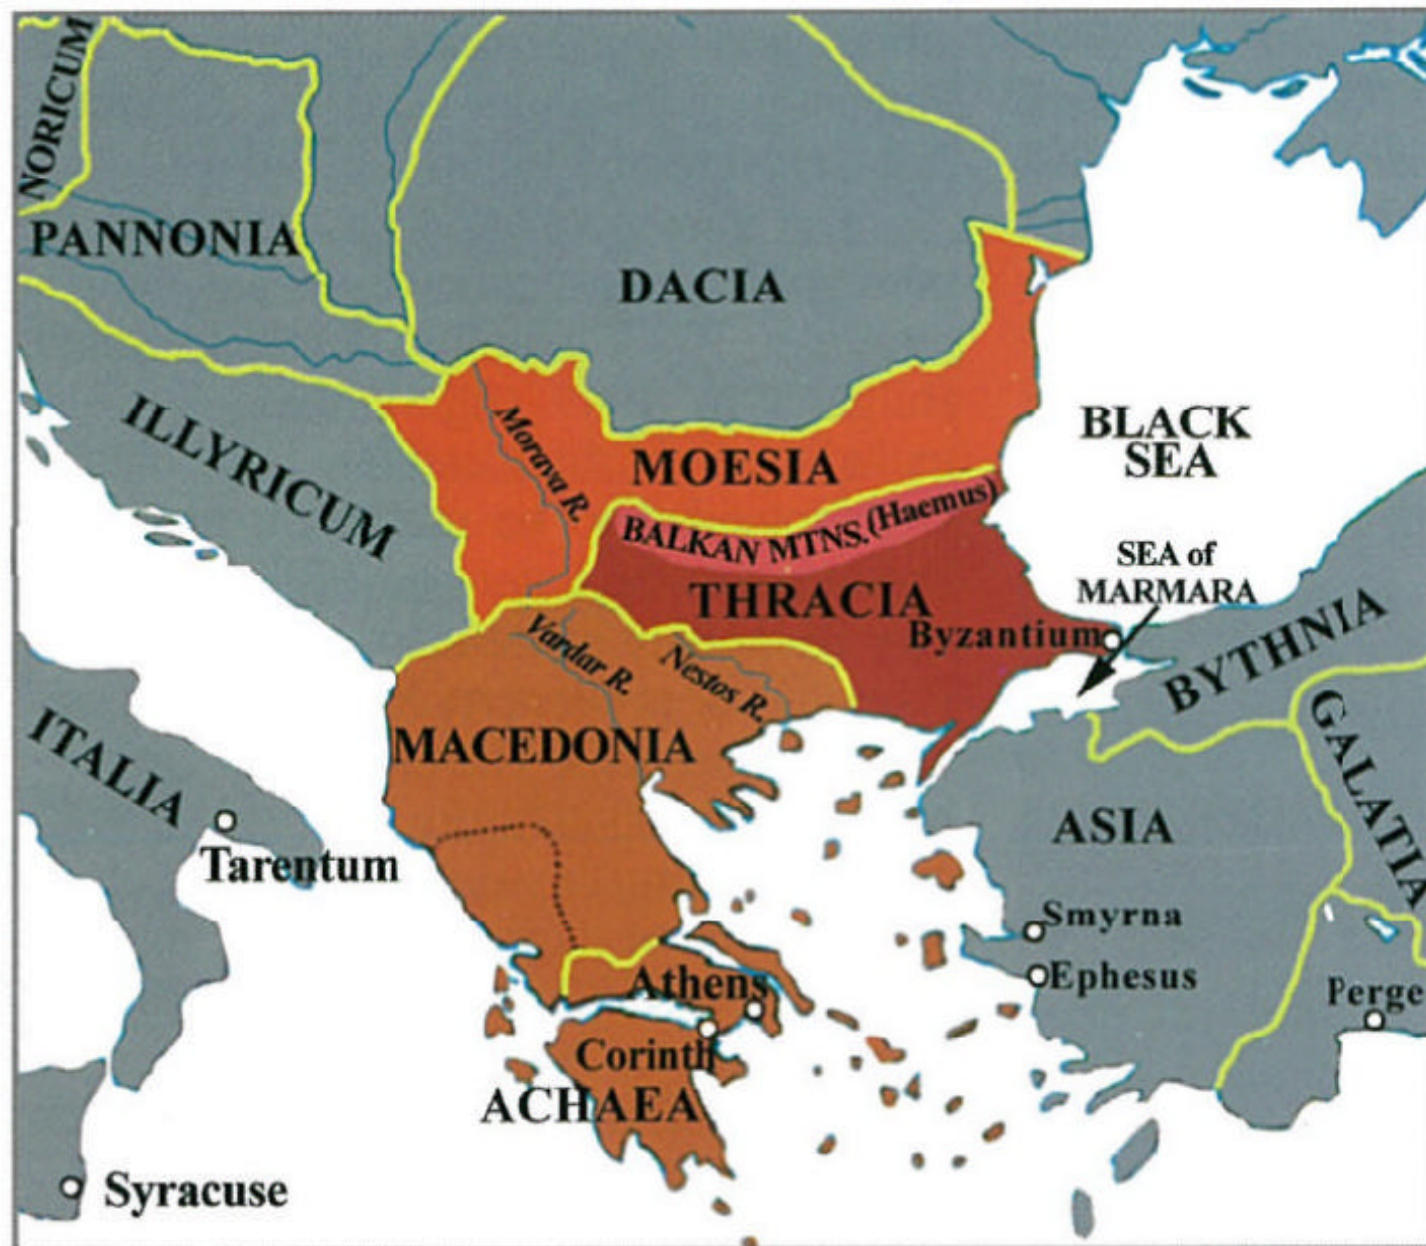 NORICUM
PANNONIA
DACIA
ILLYRICUM
Morava R.
MOESIA
BLACK
SEA
BALKAN MTNS. (Haemus)
SEA of
MARMARA
THRACIA
Byzantium
BYTHNIA
Vardar R.
Nestos R.
MACEDONIA
GALATIA
ITALIA
ASIA
Tarentum
Smyrna
Ephesus
Athens
Perge
Corinth
ACHAEA
Syracuse